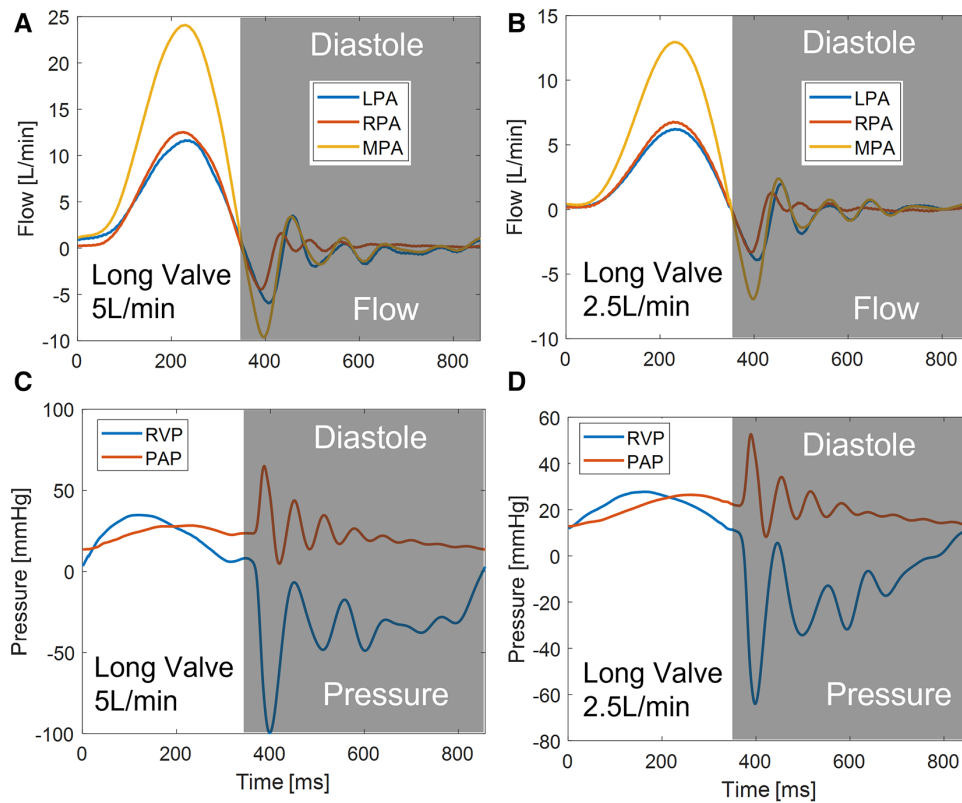 A
Flow [L/min]
25
20
15
10
5
0
-5
-10
0
200
400
600
800
Diastole
LPA
RPA
MPA
Long Valve
5L/min
Flow
B
Flow [L/min]
15
10
5
0
-5
-10
0
200
400
600
800
Diastole
LPA
RPA
MPA
Long Valve
2.5L/min
Flow
C
Pressure [mmHg]
100
50
0
-50
-100
0
200
400
600
800
Time [ms]
RVP
PAP
Diastole
Long Valve
5L/min
Pressure
D
Pressure [mmHg]
60
40
20
0
-20
-40
-60
-80
0
200
400
600
800
Time [ms]
RVP
PAP
Diastole
Long Valve
2.5L/min
Pressure